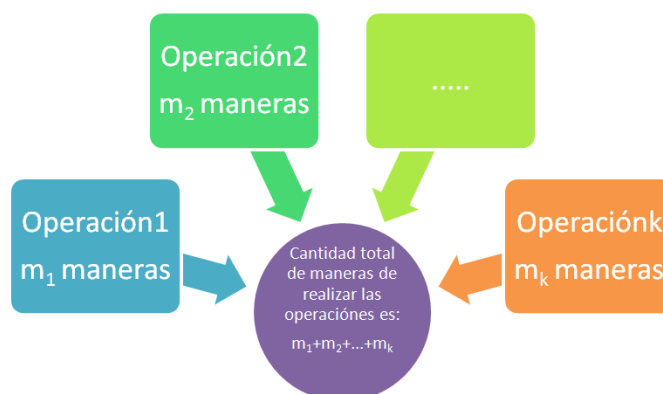 Operación1
m₁ maneras
Operación2
m₂ maneras
.....
Operaciónk
mₖ maneras
Cantidad total
de maneras de
realizar las
operaciónes es:
m₁+m₂+...+mₖ